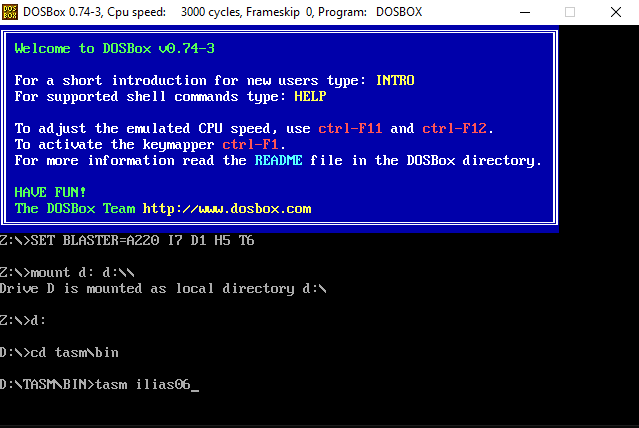 DOSBox 0.74-3, Cpu speed:    3000 cycles, Frameskip  0, Program:   DOSBOX
Welcome to DOSBox v0.74-3
For a short introduction for new users type: INTRO
For supported shell commands type: HELP
To adjust the emulated CPU speed, use ctrl-F11 and ctrl-F12.
To activate the keymapper ctrl-F1.
For more information read the README file in the DOSBox directory.
HAVE FUN!
The DOSBox Team http://www.dosbox.com
Z:\>SET BLASTER=A220 I7 D1 H5 T6
Z:\>mount d: d:\\
Drive D is mounted as local directory d:\
Z:\>d:
D:\>cd tasm\bin
D:\TASM\BIN>tasm ilias06_